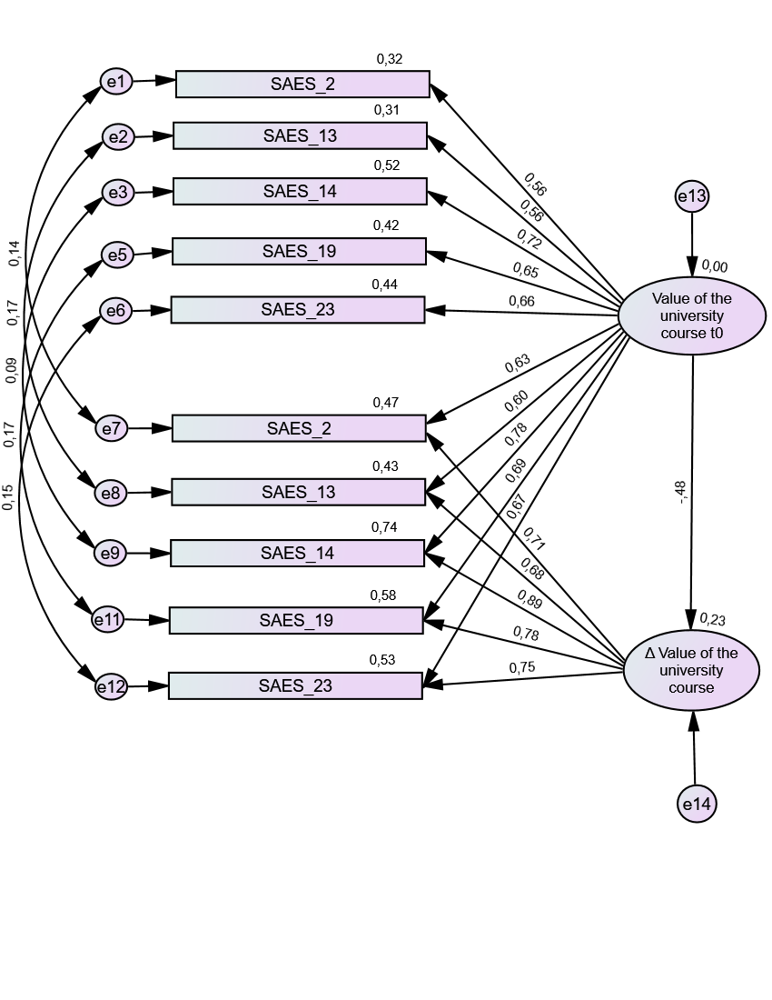 0,32
e1
SAES_2
0,31
e2
SAES_13
0,52
e3
SAES_14
0,42
e5
SAES_19
0,44
e6
SAES_23
0,47
e7
SAES_2
0,43
e8
SAES_13
0,74
e9
SAES_14
0,58
e11
SAES_19
0,53
e12
SAES_23
0,14
0,17
0,09
0,17
0,15
0,56
0,56
0,72
0,65
0,66
0,63
0,60
0,78
0,69
0,67
0,71
0,68
0,89
0,78
0,75
e13
0,00
Value of the
university
course t0
-,48
0,23
Δ Value of the
university
course
e14